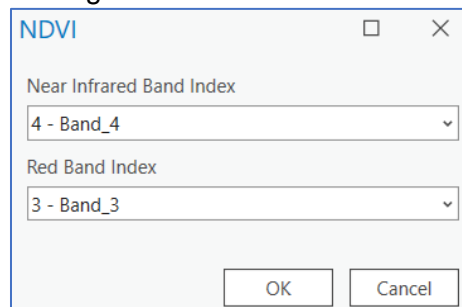 NDVI
Near Infrared Band Index
4 - Band_4
Red Band Index
3 - Band_3
OK Cancel